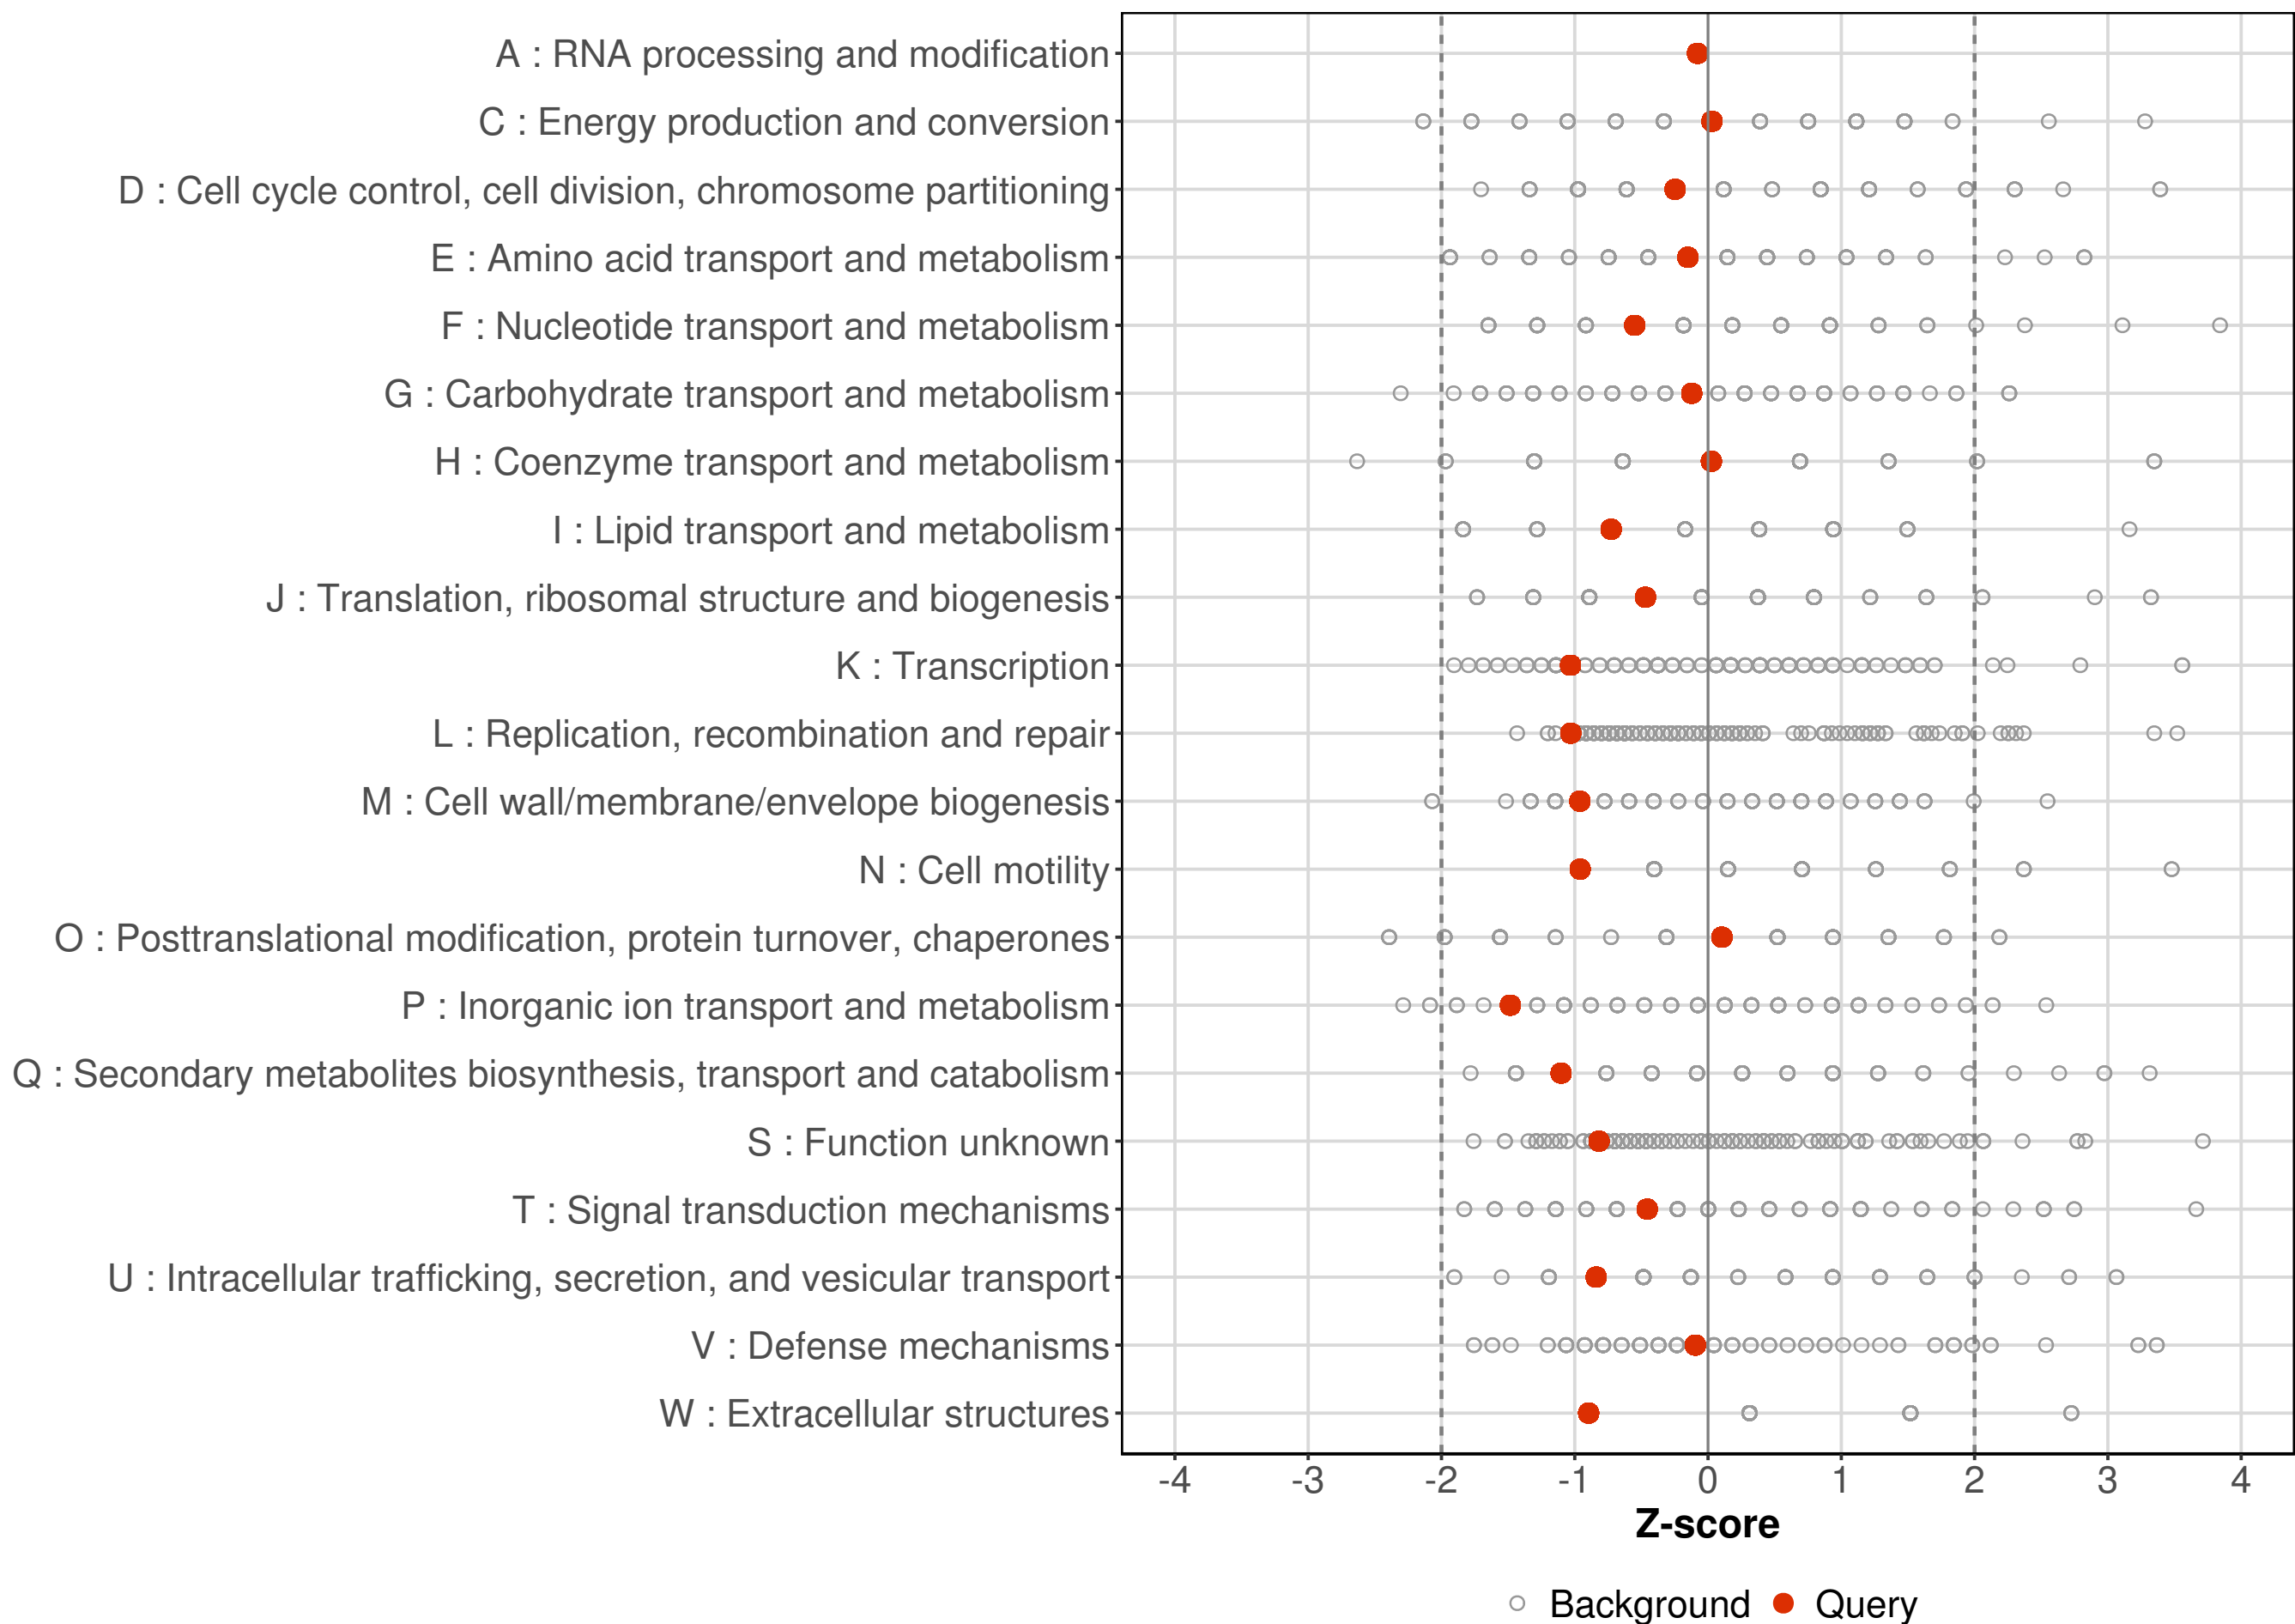 A : RNA processing and modification
C : Energy production and conversion
D : Cell cycle control, cell division, chromosome partitioning
E : Amino acid transport and metabolism
F : Nucleotide transport and metabolism
G : Carbohydrate transport and metabolism
H : Coenzyme transport and metabolism
I : Lipid transport and metabolism
J : Translation, ribosomal structure and biogenesis
K : Transcription
L : Replication, recombination and repair
M : Cell wall/membrane/envelope biogenesis
N : Cell motility
O : Posttranslational modification, protein turnover, chaperones
P : Inorganic ion transport and metabolism
Q : Secondary metabolites biosynthesis, transport and catabolism
S : Function unknown
T : Signal transduction mechanisms
U : Intracellular trafficking, secretion, and vesicular transport
V : Defense mechanisms
W : Extracellular structures
-4 -3 -2 -1 0 1 2 3 4
Z-score
Background Query